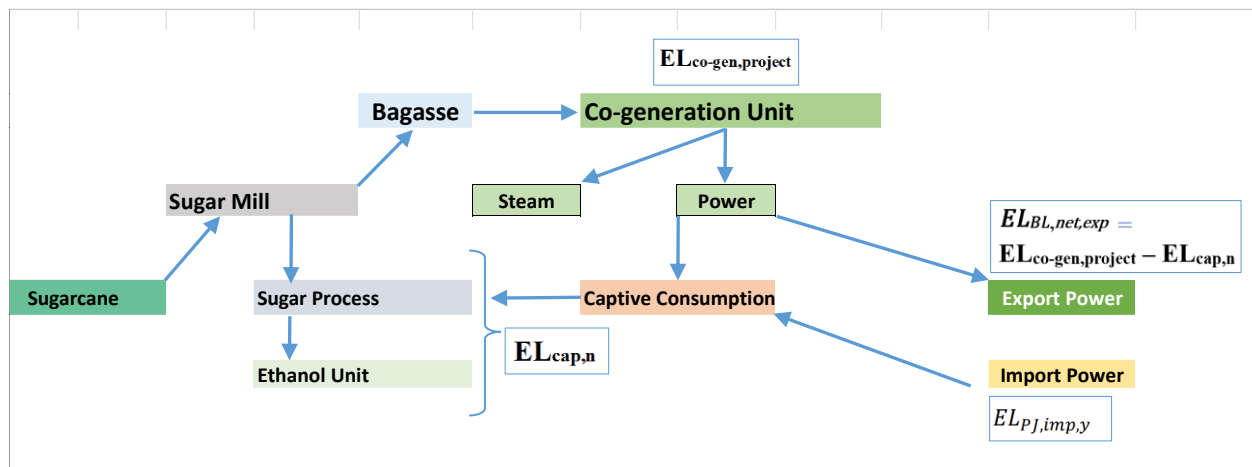 ELco-gen,project
Bagasse
Co-generation Unit
Sugar Mill
Steam
Power
ELBL,net,exp =
ELco-gen,project – ELcap,n
Sugarcane
Sugar Process
Captive Consumption
Export Power
ELcap,n
Ethanol Unit
Import Power
ELPJ,imp,y